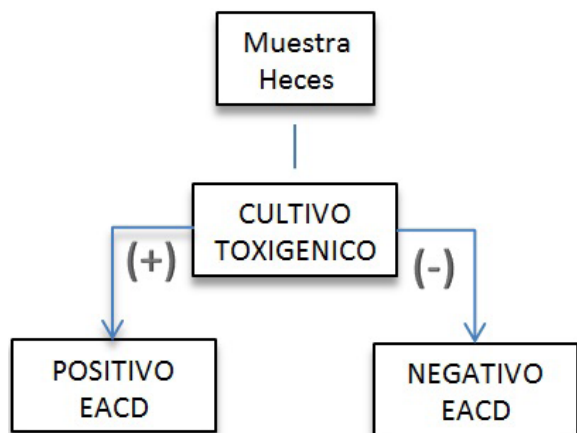 Muestra
Heces
CULTIVO
TOXIGENICO
(+)
(-)
POSITIVO
EACD
NEGATIVO
EACD